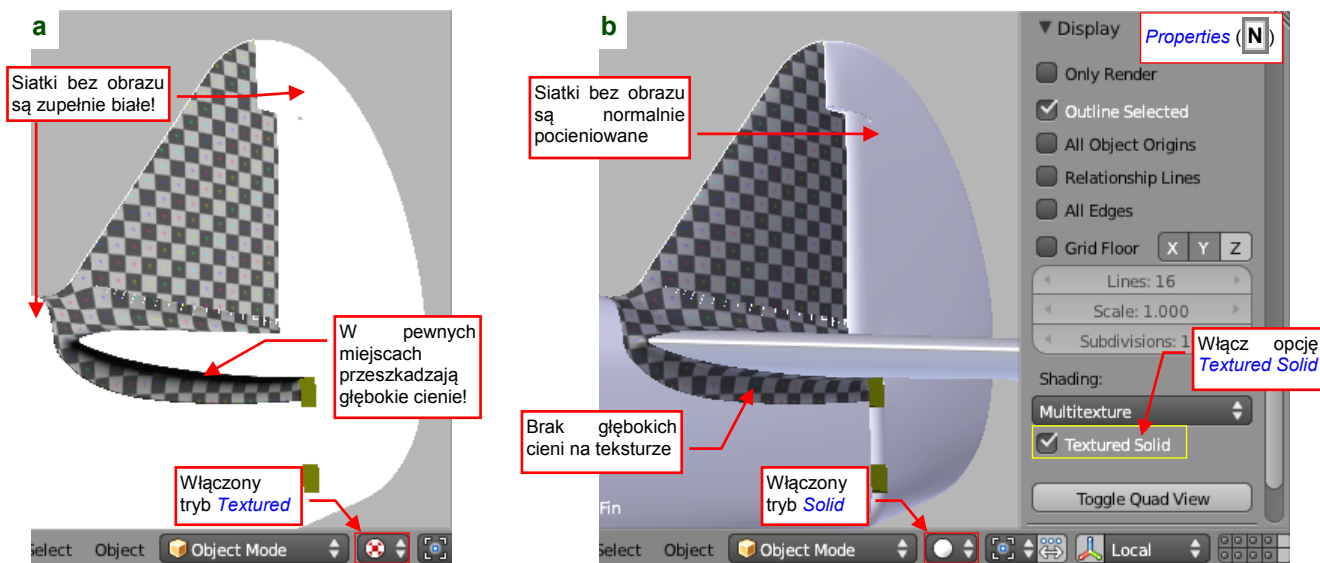 a
Siatki bez obrazu
są zupełnie białe!
W pewnych
miejscach
przeszkadzają
głębokie cienie!
Włączony
tryb Textured
Select Object Object Mode
b
Siatki bez obrazu
są normalnie
pocieniowane
Brak głębokich
cieni na teksturze
Włączony
tryb Solid
Fin
Select Object Object Mode Local
Properties (N)
Display
Only Render
Outline Selected
All Object Origins
Relationship Lines
All Edges
Grid Floor X Y Z
Lines: 16
Scale: 1.000
Subdivisions: 1
Włącz opcję
Textured Solid
Shading:
Multitexture
Textured Solid
Toggle Quad View